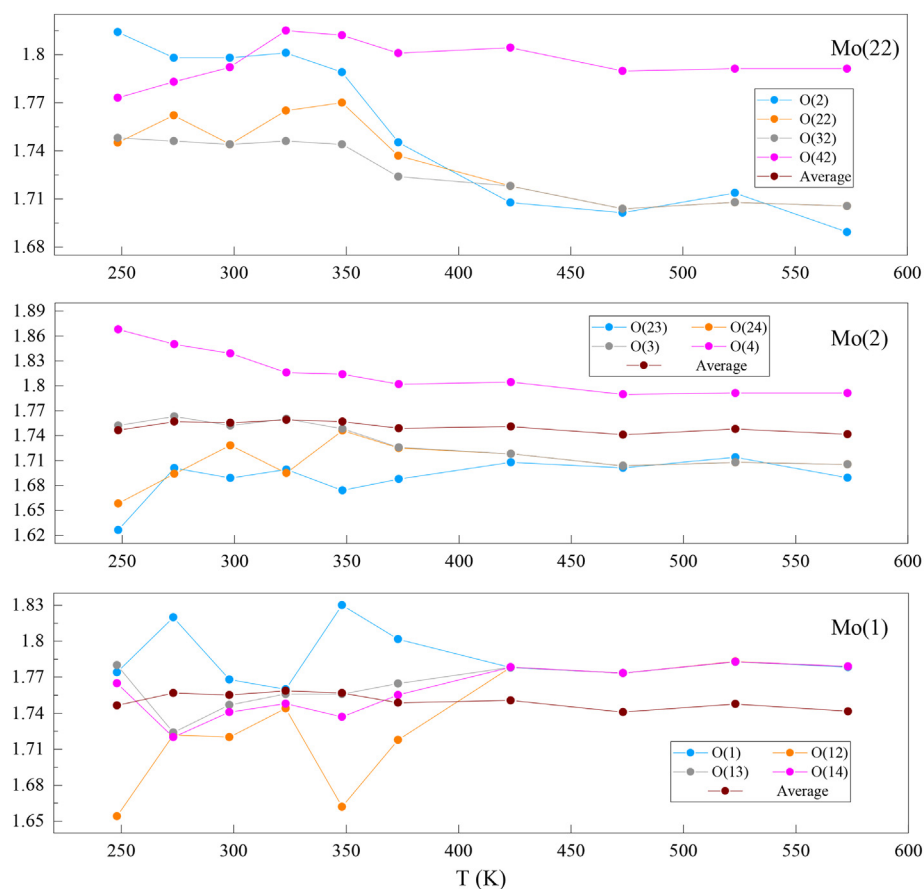 1.8
1.77
1.74
1.71
1.68
Mo(22)
O(2)
O(22)
O(32)
O(42)
Average
250 300 350 400 450 500 550 600
1.89
1.86
1.83
1.8
1.77
1.74
1.71
1.68
1.65
1.62
Mo(2)
O(23) O(24)
O(3) O(4)
Average
250 300 350 400 450 500 550 600
1.83
1.8
1.77
1.74
1.71
1.68
1.65
Mo(1)
O(1) O(12)
O(13) O(14)
Average
250 300 350 400 450 500 550 600
T (K)